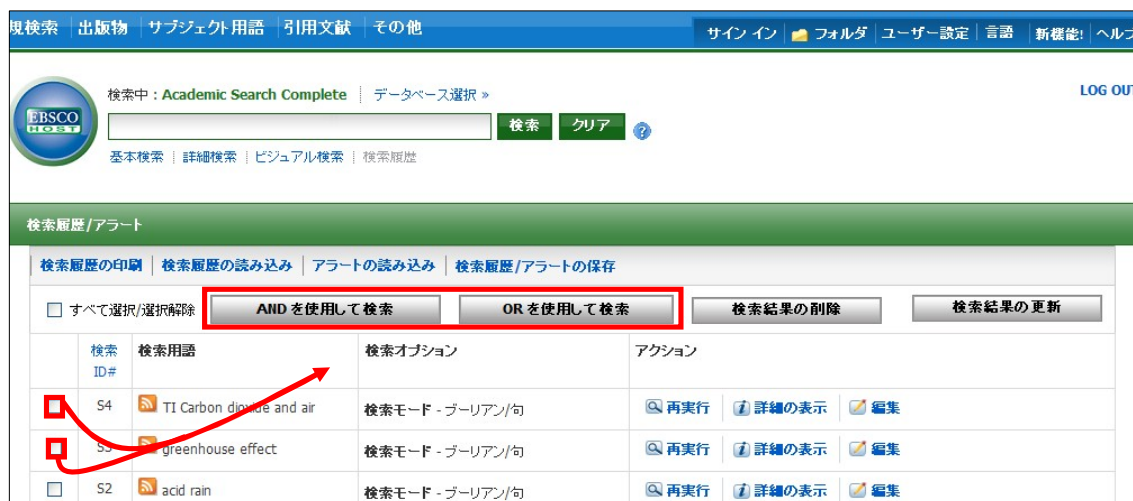 規検索 出版物 サブジェクト用語 引用文献 その他 サイン イン フォルダ ユーザー設定 言語 新機能! ヘルプ
検索中 : Academic Search Complete データベース選択 » LOG OUT
EBSCO HOST 検索 クリア ?
基本検索 詳細検索 ビジュアル検索 検索履歴
検索履歴/アラート
検索履歴の印刷 検索履歴の読み込み アラートの読み込み 検索履歴/アラートの保存
すべて選択/選択解除 AND を使用して検索 OR を使用して検索 検索結果の削除 検索結果の更新
検索 ID# 検索用語 検索オプション アクション
S4 TI Carbon dioxide and air 検索モード - ブーリアン/句 再実行 詳細の表示 編集
S3 greenhouse effect 検索モード - ブーリアン/句 再実行 詳細の表示 編集
S2 acid rain 検索モード - ブーリアン/句 再実行 詳細の表示 編集